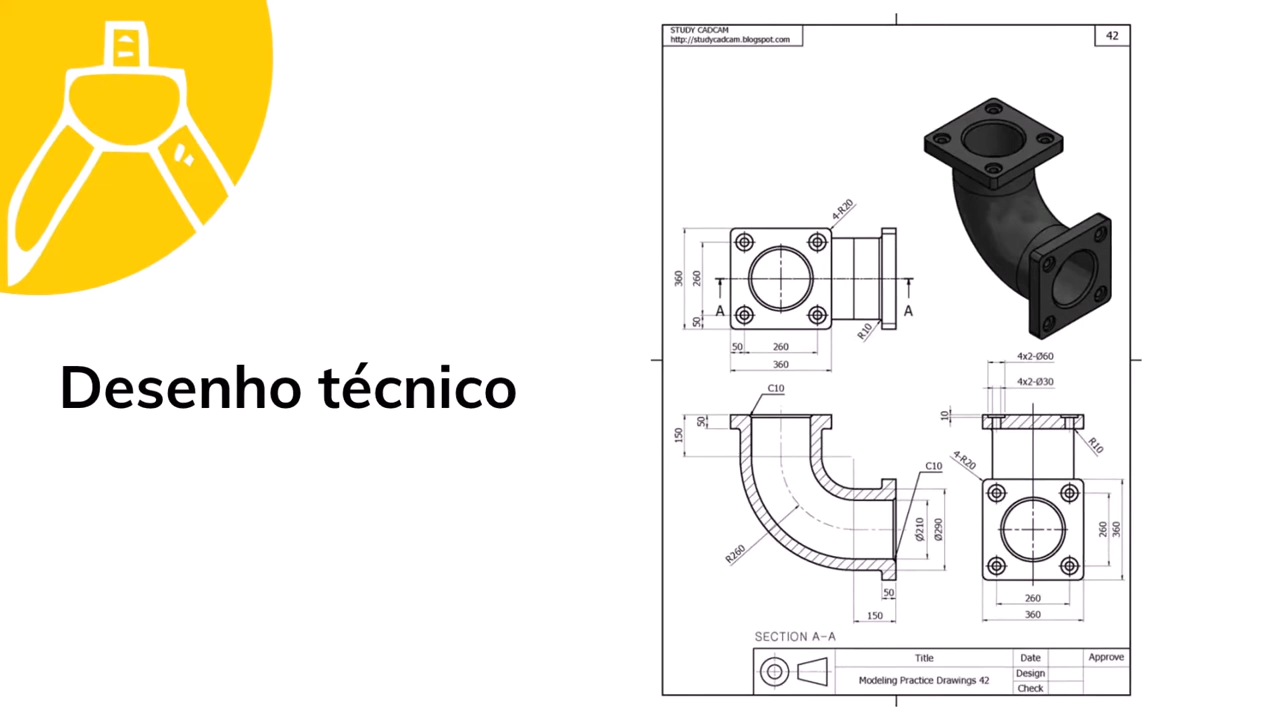 Desenho técnico
STUDY CADCAM
http://studycadcam.blogspot.com
42
4-R20
360
260
50
A
A
R10
50
260
360
4x2-Ø60
4x2-Ø30
C10
150
50
10
R10
4-R20
C10
R260
Ø210
Ø290
260
360
50
150
260
360
SECTION A-A
Title
Date
Approve
Modeling Practice Drawings 42
Design
Check